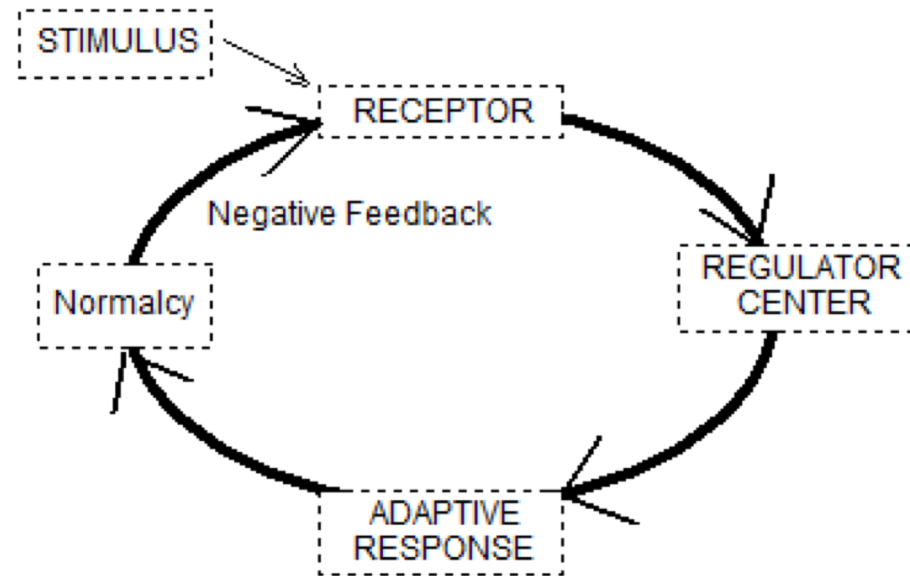 STIMULUS
RECEPTOR
Negative Feedback
REGULATOR
CENTER
Normalcy
ADAPTIVE
RESPONSE